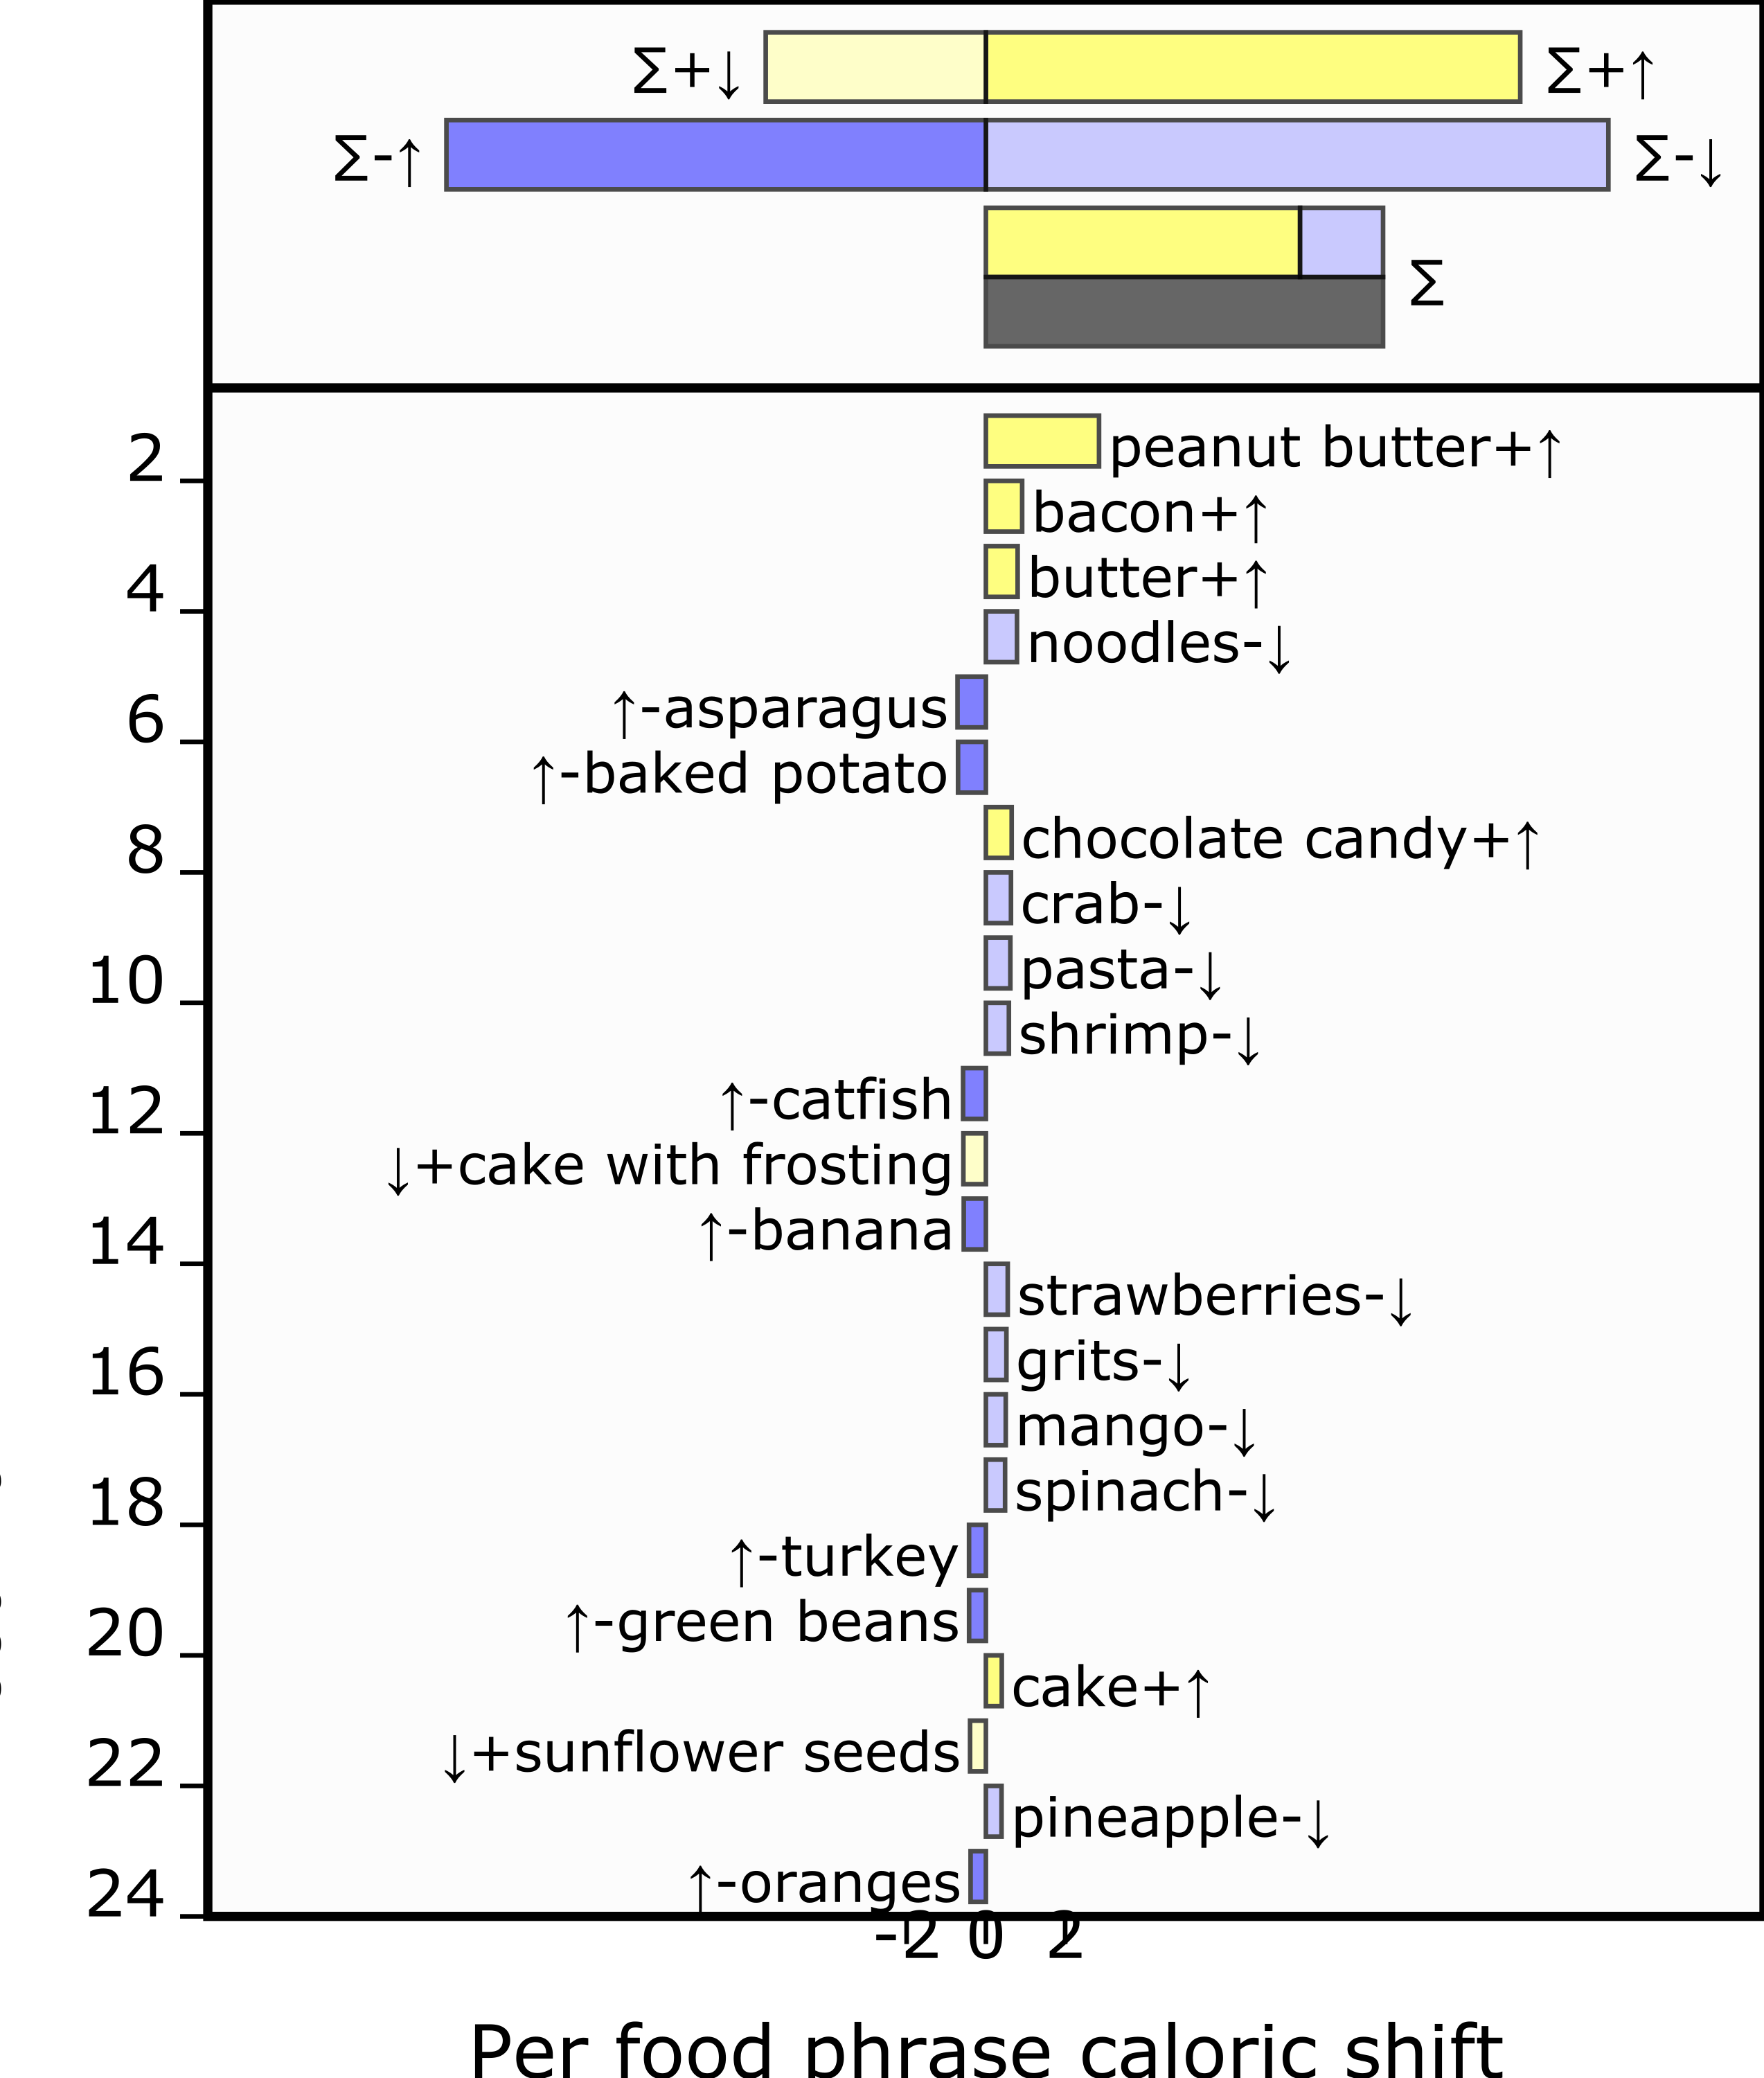 ∑+↓ ∑+↑
∑-↑ ∑-↓
∑
peanut butter+↑
2
bacon+↑
butter+↑
4
noodles-↓
↑-asparagus
6
↑-baked potato
chocolate candy+↑
8
crab-↓
pasta-↓
10
shrimp-↓
↑-catfish
12
↓+cake with frosting
↑-banana
14
strawberries-↓
grits-↓
16
mango-↓
spinach-↓
18
↑-turkey
↑-green beans
20
cake+↑
↓+sunflower seeds
22
pineapple-↓
↑-oranges
24
-2 0 2
Per food phrase caloric shift